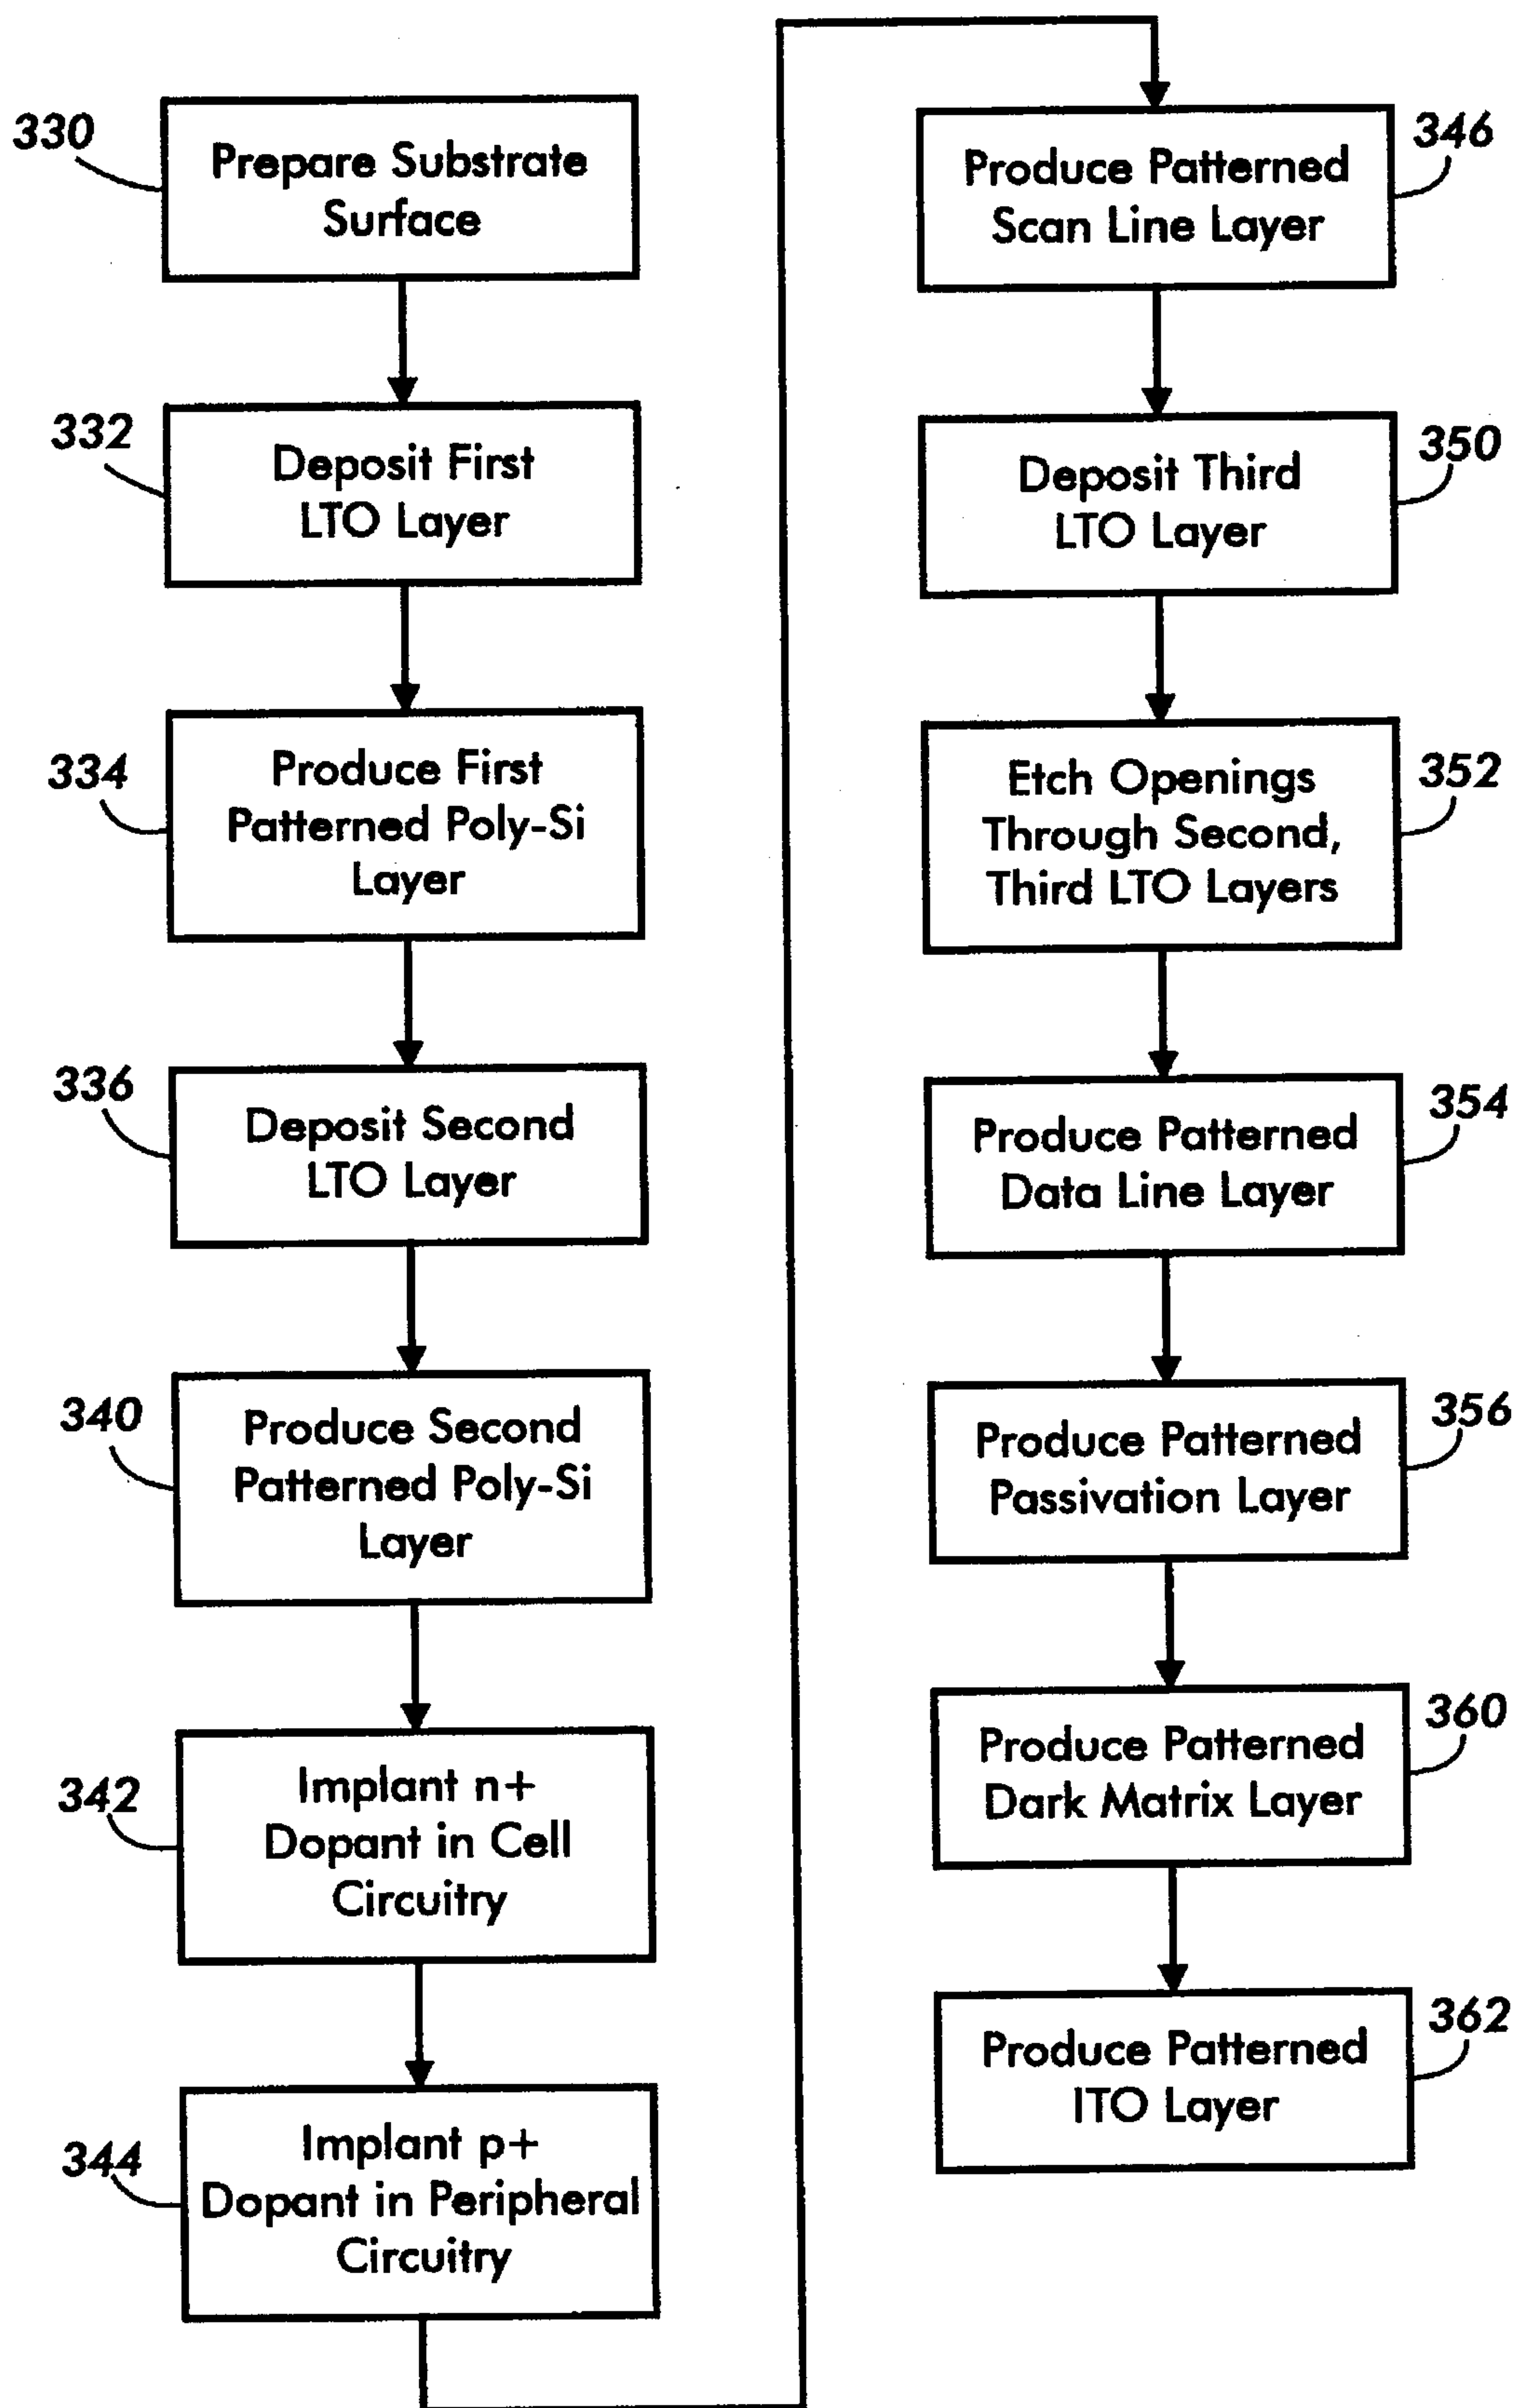 330
Prepare Substrate
Surface
332
Deposit First
LTO Layer
334
Produce First
Patterned Poly-Si
Layer
336
Deposit Second
LTO Layer
340
Produce Second
Patterned Poly-Si
Layer
342
Implant n+
Dopant in Cell
Circuitry
344
Implant p+
Dopant in Peripheral
Circuitry
346
Produce Patterned
Scan Line Layer
350
Deposit Third
LTO Layer
352
Etch Openings
Through Second,
Third LTO Layers
354
Produce Patterned
Data Line Layer
356
Produce Patterned
Passivation Layer
360
Produce Patterned
Dark Matrix Layer
362
Produce Patterned
ITO Layer